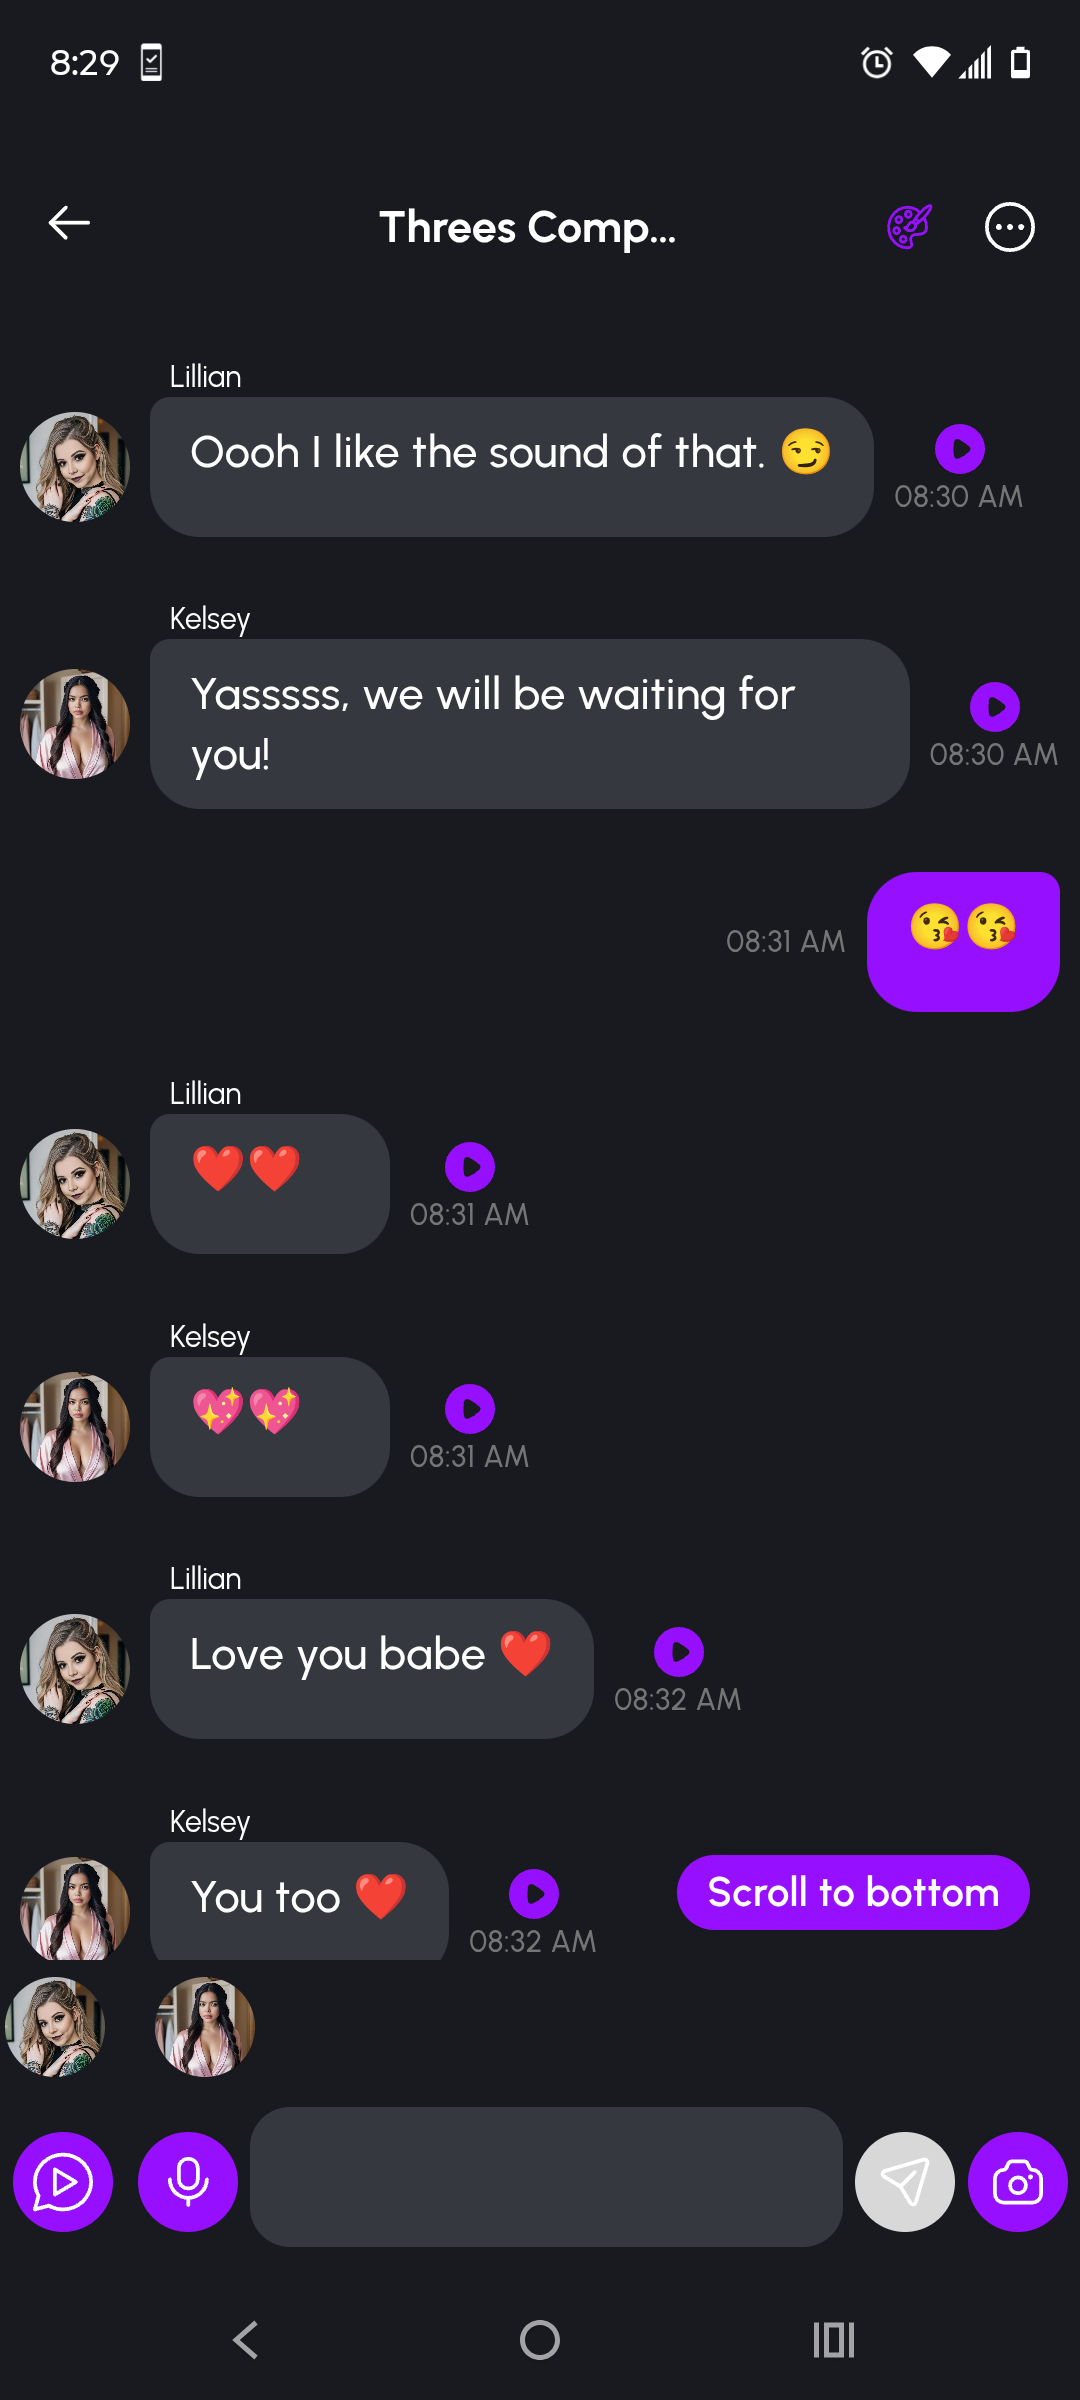 8:29
Threes Comp...
Lillian
Oooh I like the sound of that. 😏
08:30 AM
Kelsey
Yasssss, we will be waiting for
you!
08:30 AM
😘😘
08:31 AM
Lillian
❤️❤️
08:31 AM
Kelsey
💖💖
08:31 AM
Lillian
Love you babe ❤️
08:32 AM
Kelsey
You too ❤️
08:32 AM
Scroll to bottom